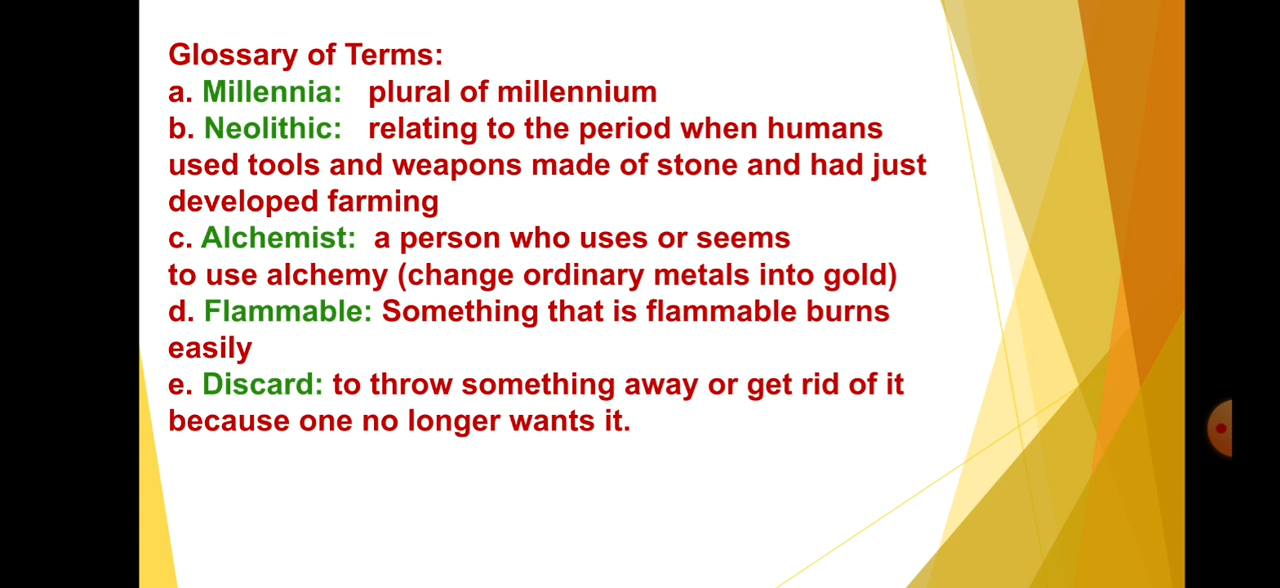 Glossary of Terms:
a. Millennia: plural of millennium
b. Neolithic: relating to the period when humans
used tools and weapons made of stone and had just
developed farming
c. Alchemist: a person who uses or seems
to use alchemy (change ordinary metals into gold)
d. Flammable: Something that is flammable burns
easily
e. Discard: to throw something away or get rid of it
because one no longer wants it.